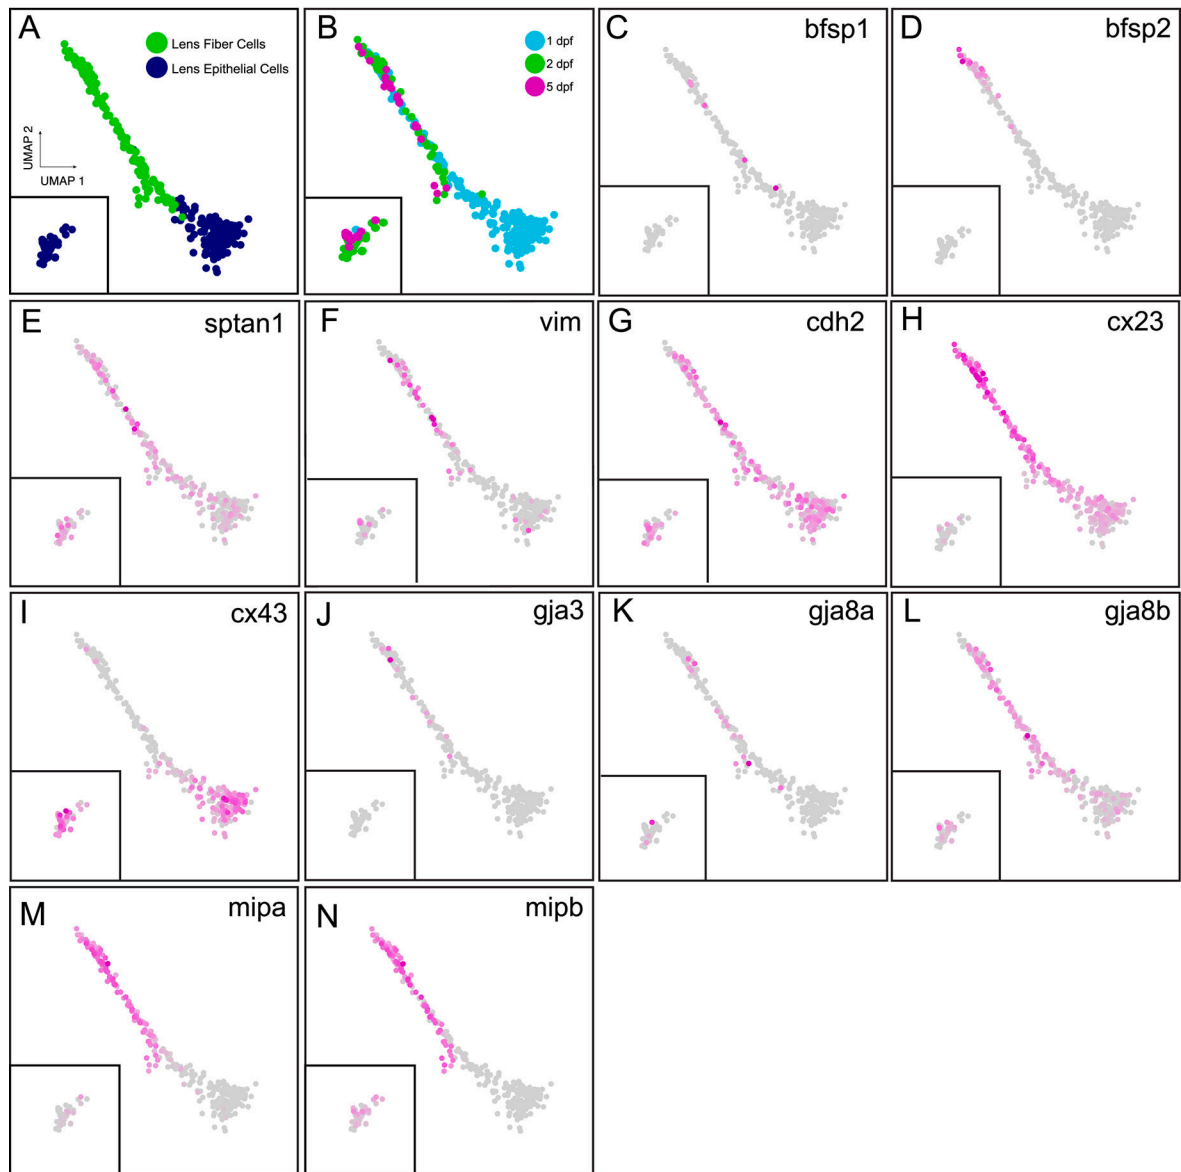 A
Lens Fiber Cells
Lens Epithelial Cells
UMAP 2
UMAP 1
B
1 dpf
2 dpf
5 dpf
C
bfsp1
D
bfsp2
E
sptan1
F
vim
G
cdh2
H
cx23
I
cx43
J
gja3
K
gja8a
L
gja8b
M
mipa
N
mipb